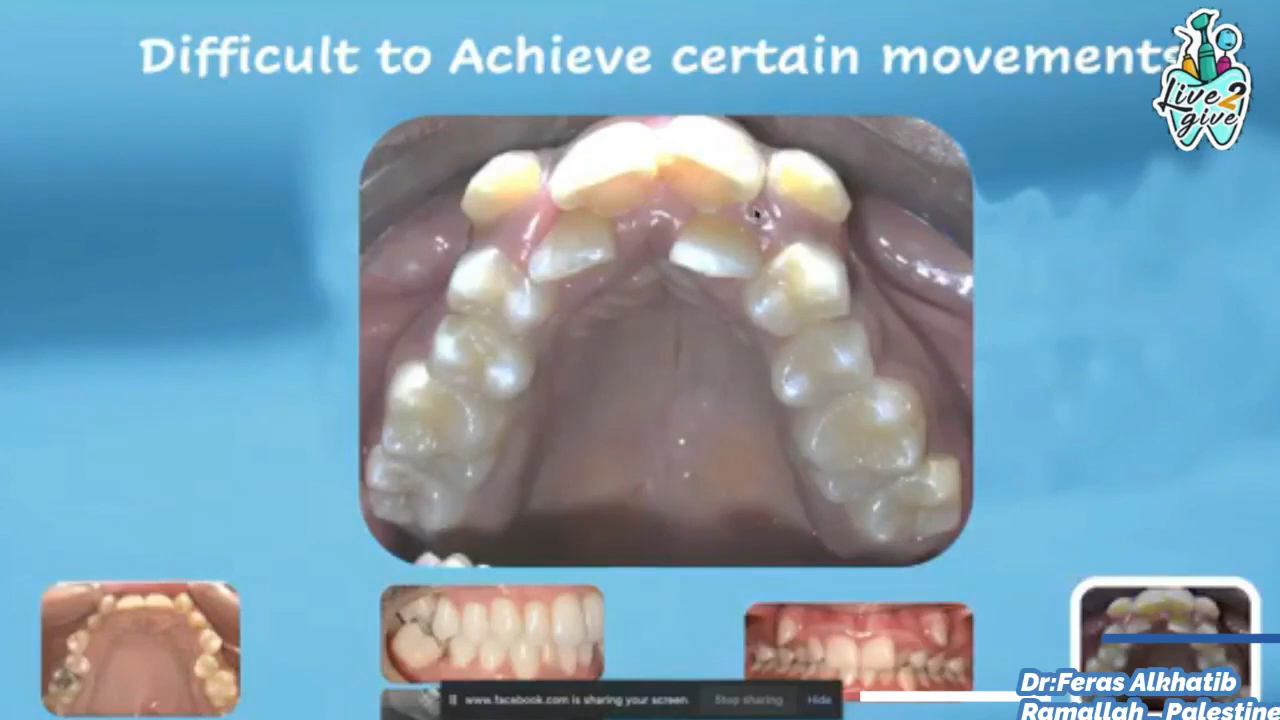 Difficult to Achieve certain movements
Live 2
give
www.facebook.com is sharing your screen.
Stop sharing
Hide
Dr:Feras Alkhatib
Ramallah – Palestine